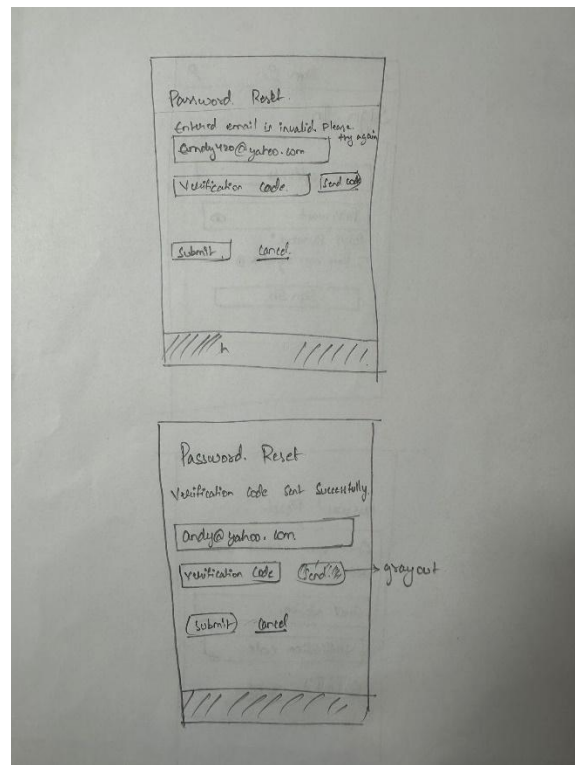 Password Reset
Entered email is invalid. Please
try again
andy420@yahoo.com
Verification code.
Send code
Submit
Cancel
Password. Reset
Verification code sent successfully.
andy@yahoo.com
Verification Code
Send
gray out
Submit
Cancel